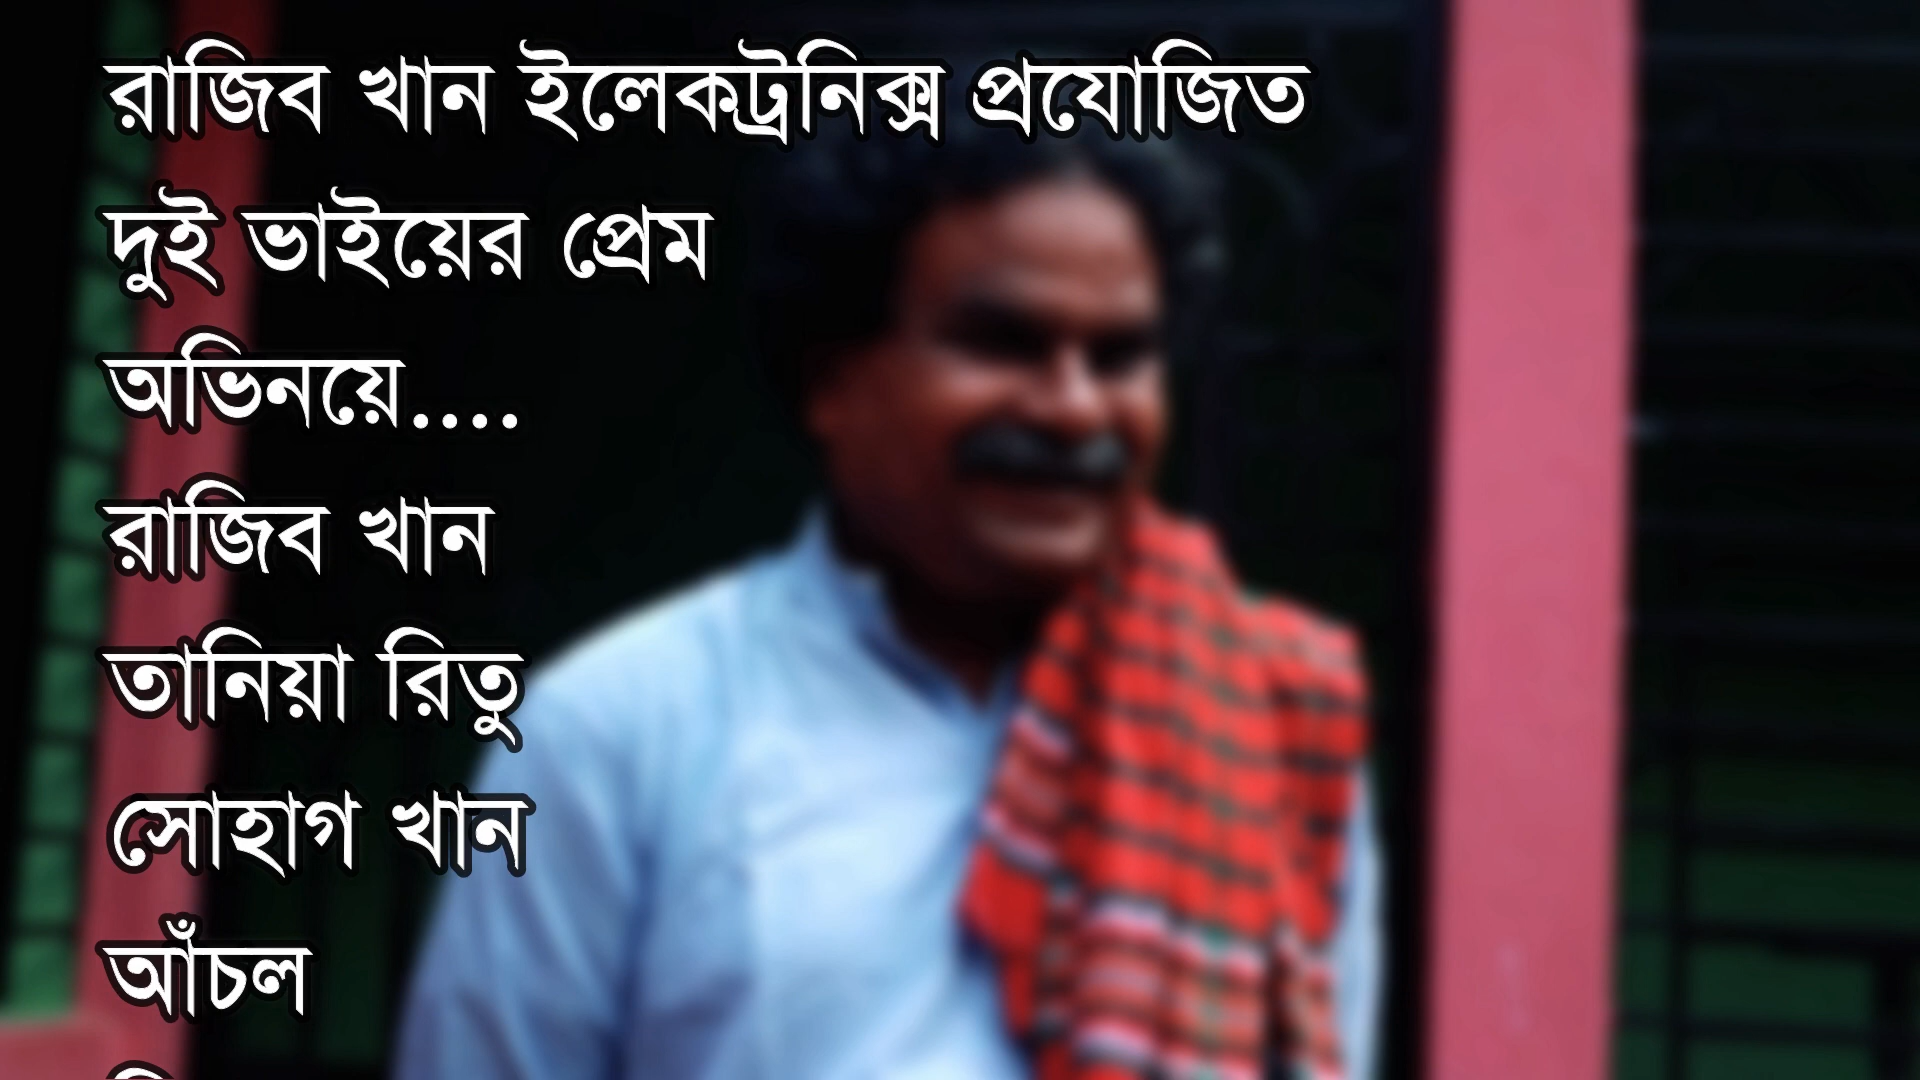 রাজিব খান ইলেকট্রনিক্স প্রযোজিত
দুই ভাইয়ের প্রেম
অভিনয়ে....
রাজিব খান
তানিয়া রিতু
সোহাগ খান
আঁচল